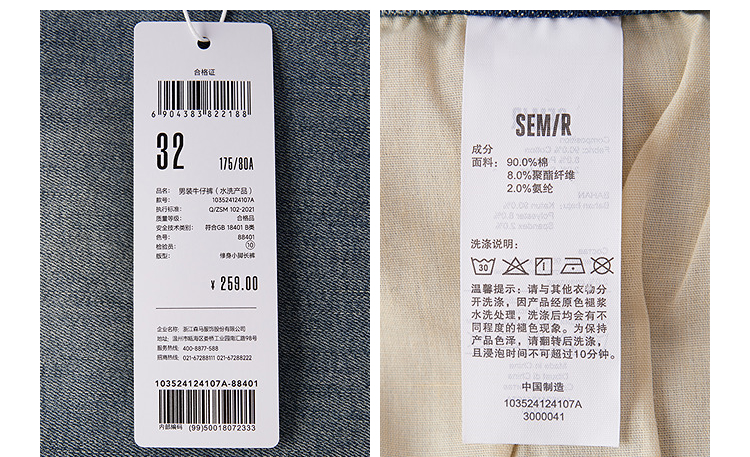 合格证
6 904383 822188
32 175/80A
品名: 男装牛仔裤(水洗产品)
款号: 103524124107A
执行标准: Q/ZSM 102-2021
质量等级: 合格品
安全技术类别: 符合GB 18401 B类
色号: 88401
检验员: 10
版型: 修身小脚长裤
¥ 259.00
企业名称: 浙江森马服饰股份有限公司
地址: 温州市瓯海区娄桥工业园南汇路98号
服务热线: 400-8877-588
招商热线: 021-67288111 021-67288222
103524124107A-88401
内部编码 (99)50018072333
SEM/R
成分
面料: 90.0%棉
8.0%聚酯纤维
2.0%氨纶
洗涤说明:
30
温馨提示: 请与其他衣物分
开洗涤, 因产品经原色褪浆
水洗处理, 洗涤后均会有不
同程度的褪色现象。为保持
产品色泽, 请翻转后洗涤,
且浸泡时间不可超过10分钟。
中国制造
103524124107A
3000041